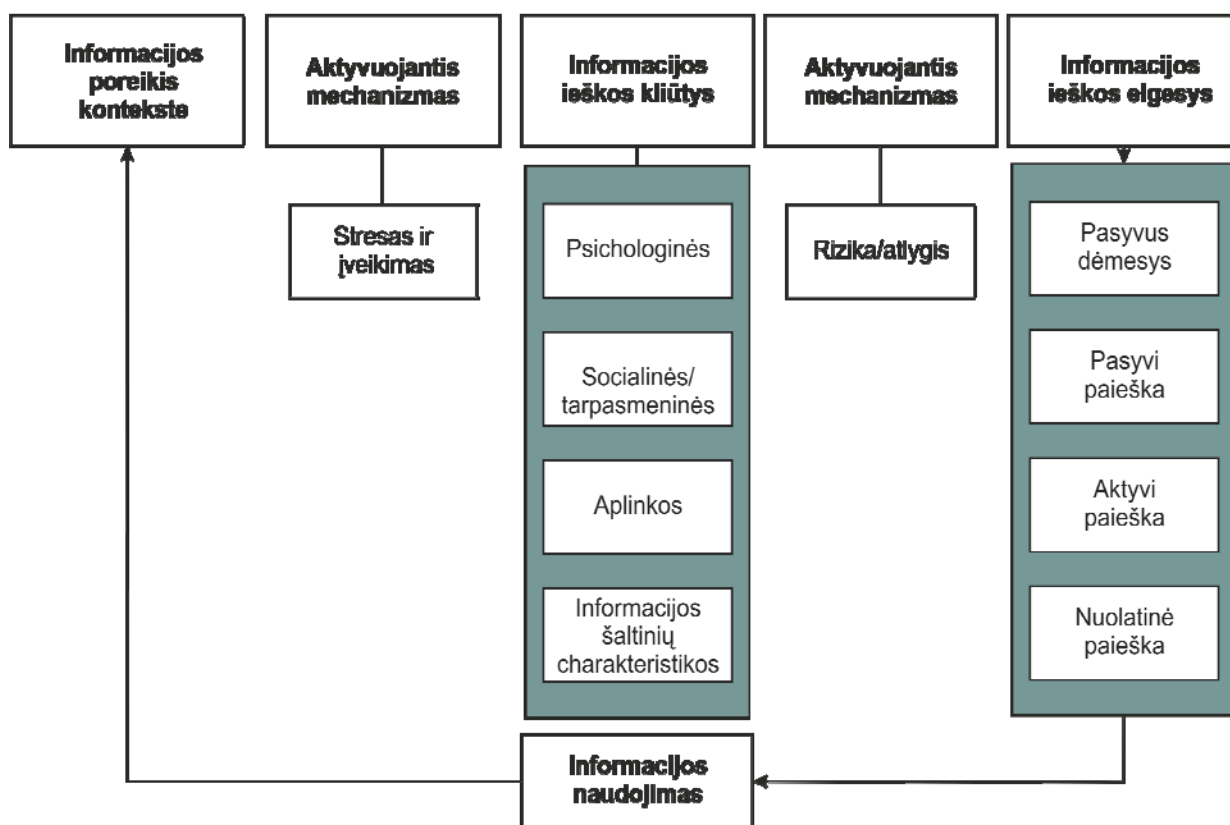 Informacijos
poreikis
kontekste
Aktyvuojantis
mechanizmas
Informacijos
ieškos kliūtys
Aktyvuojantis
mechanizmas
Informacijos
ieškos elgesys
Stresas ir
įveikimas
Psichologinės
Socialinės/
tarpasmeninės
Aplinkos
Informacijos
šaltinių
charakteristikos
Rizika/atlygis
Pasyvus
dėmesys
Pasyvi
paieška
Aktyvi
paieška
Nuolatinė
paieška
Informacijos
naudojimas